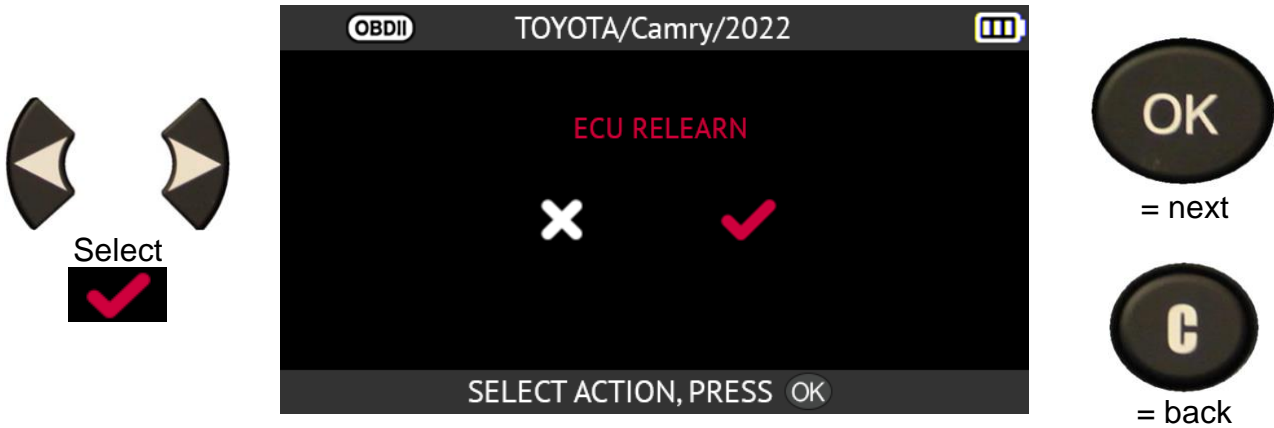 OBDII TOYOTA/Camry/2022
ECU RELEARN
SELECT ACTION, PRESS OK
Select
OK
= next
C
= back